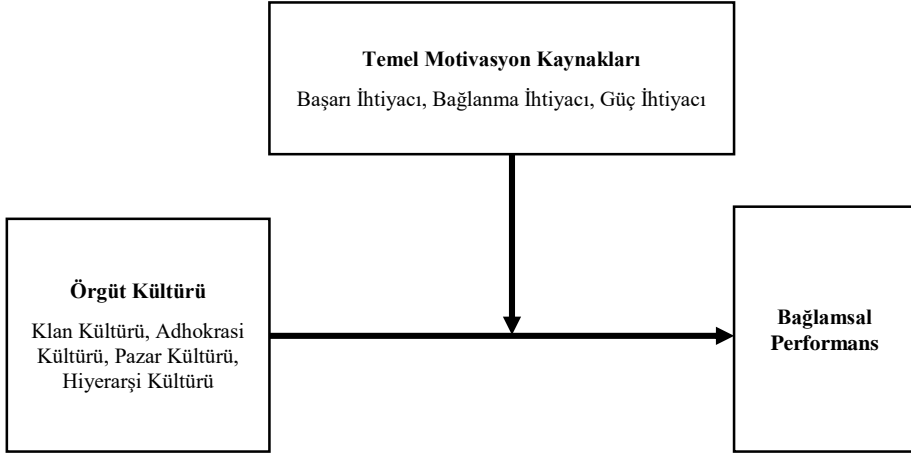 Temel Motivasyon Kaynakları
Başarı İhtiyacı, Bağlanma İhtiyacı, Güç İhtiyacı
Örgüt Kültürü
Klan Kültürü, Adhokrasi
Kültürü, Pazar Kültürü,
Hiyerarşi Kültürü
Bağlamsal
Performans